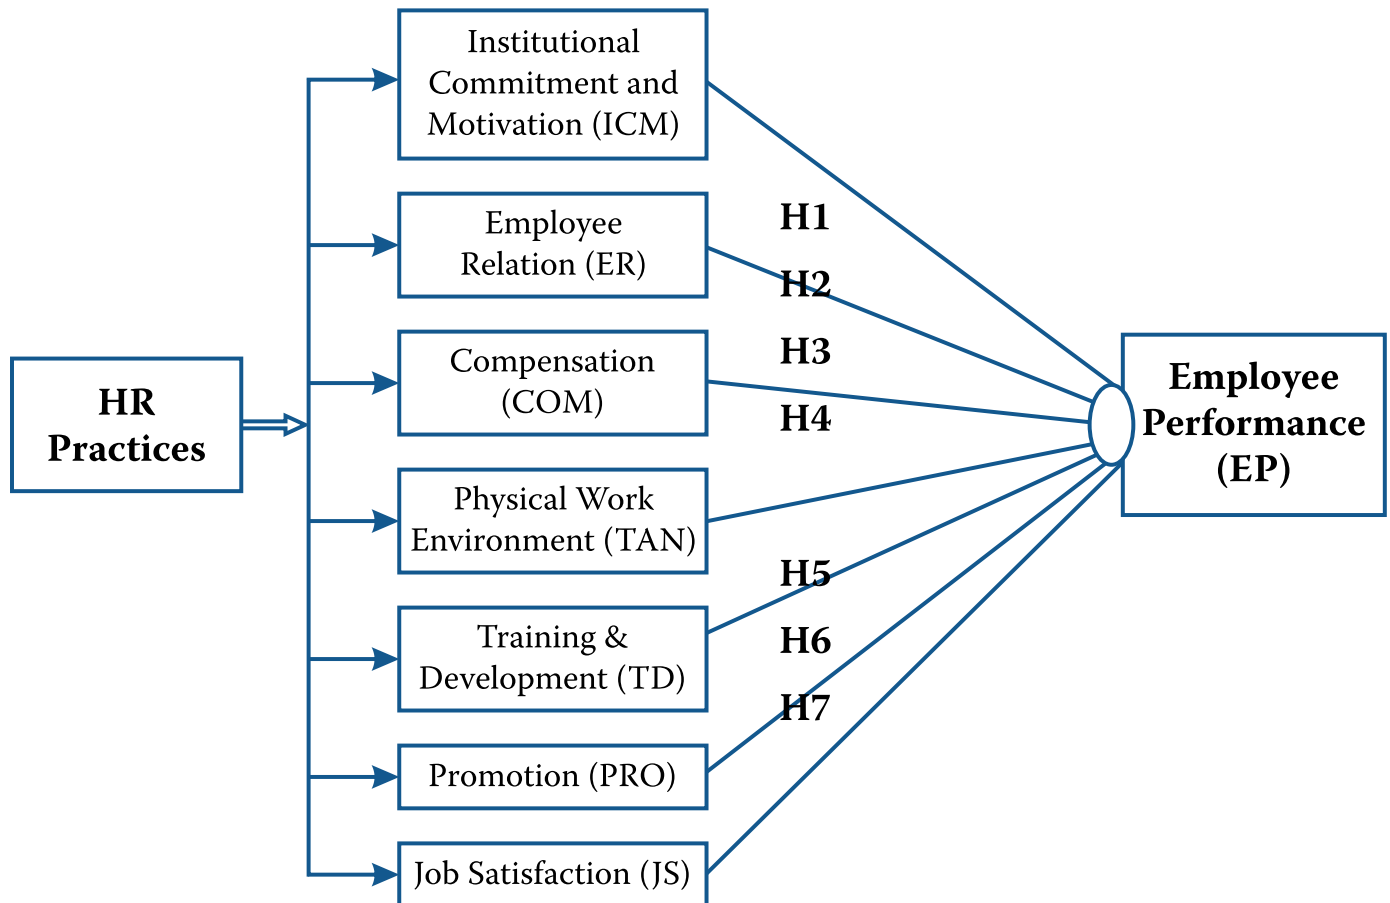 HR
Practices
Institutional
Commitment and
Motivation (ICM)
Employee
Relation (ER)
Compensation
(COM)
Physical Work
Environment (TAN)
Training &
Development (TD)
Promotion (PRO)
Job Satisfaction (JS)
H1
H2
H3
H4
H5
H6
H7
Employee
Performance
(EP)